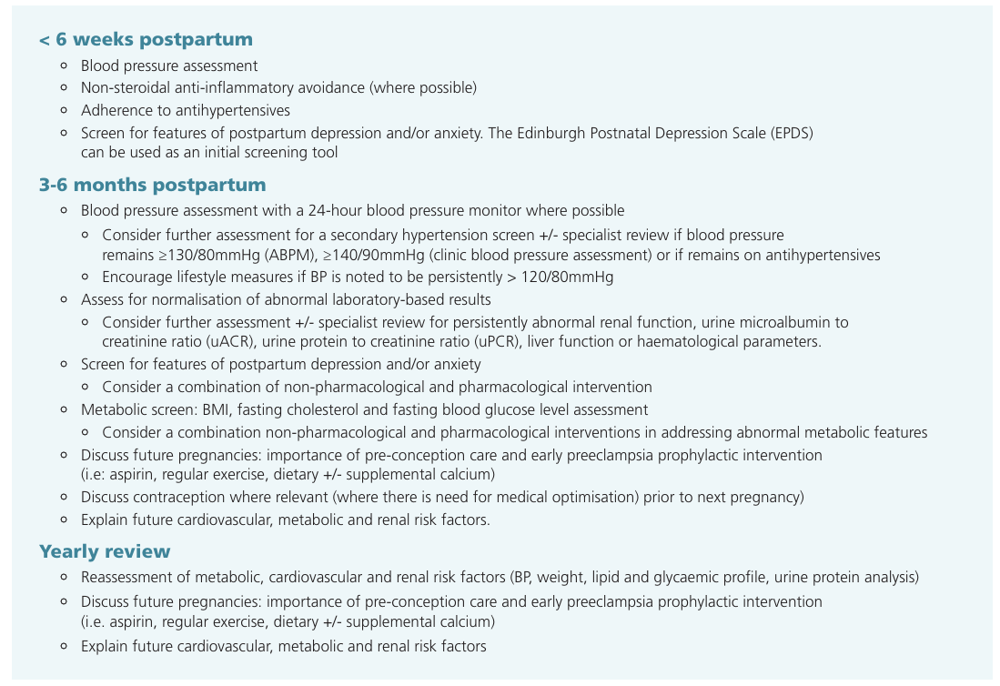 < 6 weeks postpartum
Blood pressure assessment
Non-steroidal anti-inflammatory avoidance (where possible)
Adherence to antihypertensives
Screen for features of postpartum depression and/or anxiety. The Edinburgh Postnatal Depression Scale (EPDS)
can be used as an initial screening tool
3-6 months postpartum
Blood pressure assessment with a 24-hour blood pressure monitor where possible
Consider further assessment for a secondary hypertension screen +/- specialist review if blood pressure
remains ≥130/80mmHg (ABPM), ≥140/90mmHg (clinic blood pressure assessment) or if remains on antihypertensives
Encourage lifestyle measures if BP is noted to be persistently > 120/80mmHg
Assess for normalisation of abnormal laboratory-based results
Consider further assessment +/- specialist review for persistently abnormal renal function, urine microalbumin to
creatinine ratio (uACR), urine protein to creatinine ratio (uPCR), liver function or haematological parameters.
Screen for features of postpartum depression and/or anxiety
Consider a combination of non-pharmacological and pharmacological intervention
Metabolic screen: BMI, fasting cholesterol and fasting blood glucose level assessment
Consider a combination non-pharmacological and pharmacological interventions in addressing abnormal metabolic features
Discuss future pregnancies: importance of pre-conception care and early preeclampsia prophylactic intervention
(i.e: aspirin, regular exercise, dietary +/- supplemental calcium)
Discuss contraception where relevant (where there is need for medical optimisation) prior to next pregnancy)
Explain future cardiovascular, metabolic and renal risk factors.
Yearly review
Reassessment of metabolic, cardiovascular and renal risk factors (BP, weight, lipid and glycaemic profile, urine protein analysis)
Discuss future pregnancies: importance of pre-conception care and early preeclampsia prophylactic intervention
(i.e. aspirin, regular exercise, dietary +/- supplemental calcium)
Explain future cardiovascular, metabolic and renal risk factors